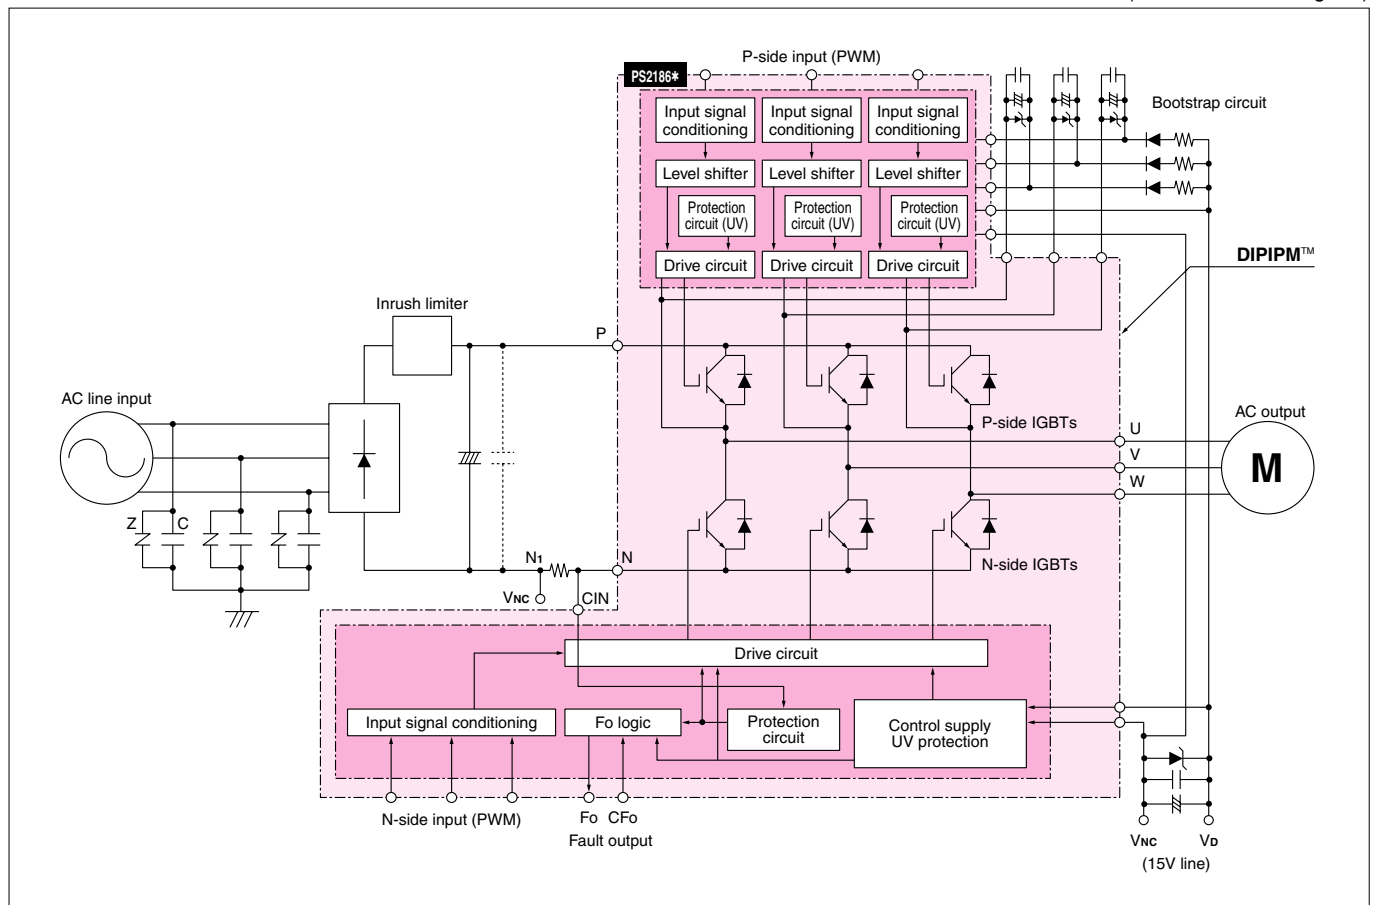 P-side input (PWM)
PS2186*
Input signal
conditioning
Input signal
conditioning
Input signal
conditioning
Bootstrap circuit
Level shifter
Level shifter
Level shifter
Protection
circuit (UV)
Protection
circuit (UV)
Protection
circuit (UV)
Drive circuit
Drive circuit
Drive circuit
DIPIPM™
Inrush limiter
P
AC line input
P-side IGBTs
U
V
W
AC output
M
Z
C
N1
N
VNC
CIN
N-side IGBTs
Drive circuit
Input signal conditioning
Fo logic
Protection
circuit
Control supply
UV protection
N-side input (PWM)
Fo
CFo
Fault output
VNC
VD
(15V line)